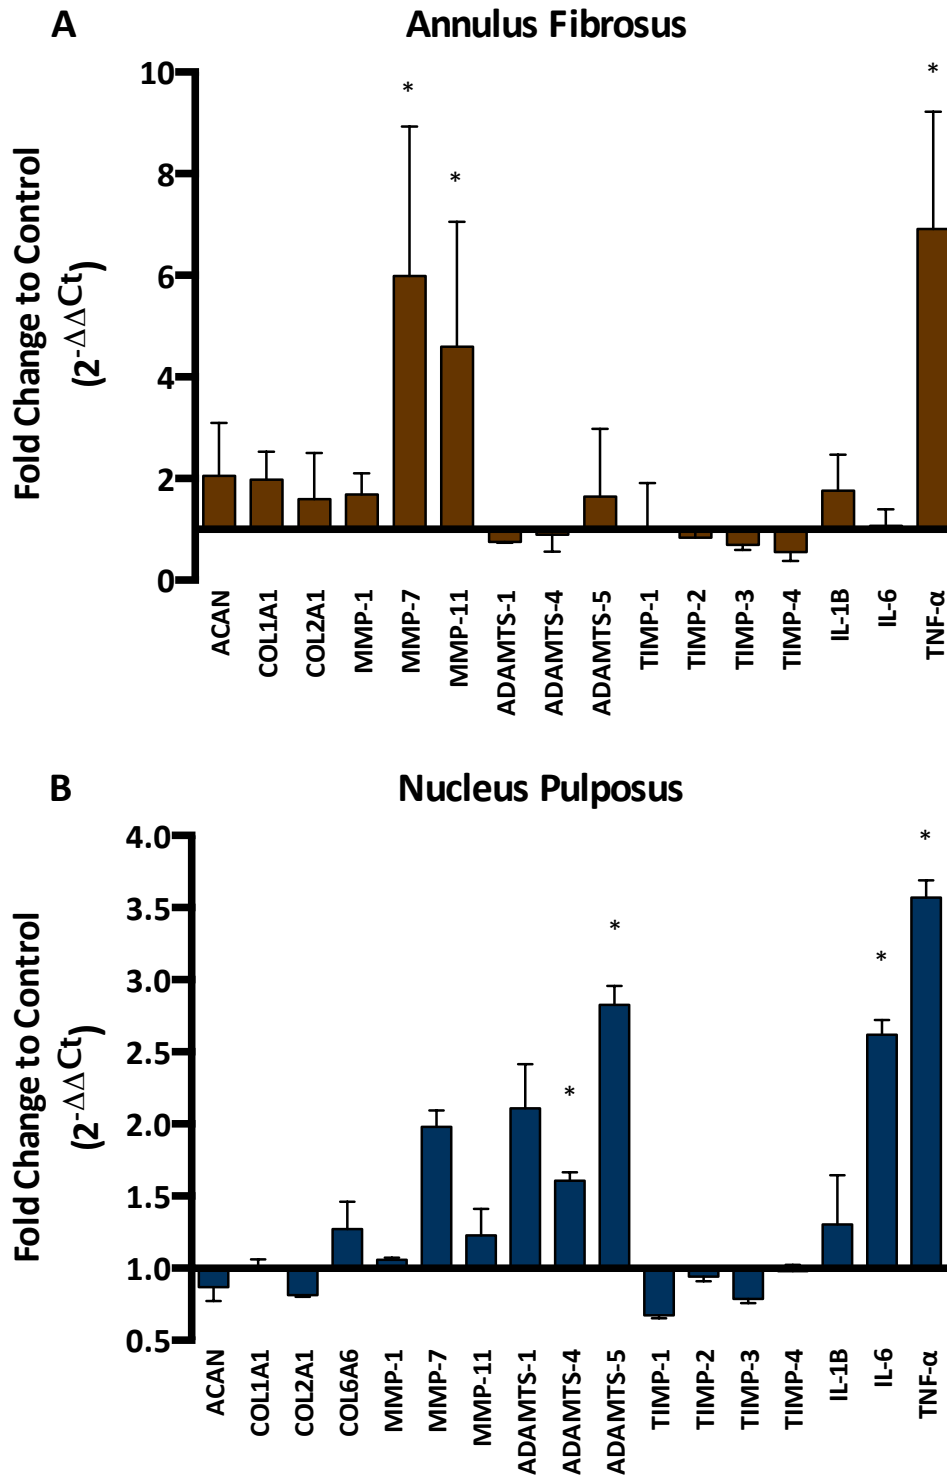 A
Annulus Fibrosus
Fold Change to Control
(2-ΔΔCt)
10
8
6
4
2
0
*
*
*
ACAN
COL1A1
COL2A1
MMP-1
MMP-7
MMP-11
ADAMTS-1
ADAMTS-4
ADAMTS-5
TIMP-1
TIMP-2
TIMP-3
TIMP-4
IL-1B
IL-6
TNF-α
B
Nucleus Pulposus
Fold Change to Control
(2-ΔΔCt)
4.0
3.5
3.0
2.5
2.0
1.5
1.0
0.5
*
*
*
*
ACAN
COL1A1
COL2A1
COL6A6
MMP-1
MMP-7
MMP-11
ADAMTS-1
ADAMTS-4
ADAMTS-5
TIMP-1
TIMP-2
TIMP-3
TIMP-4
IL-1B
IL-6
TNF-α